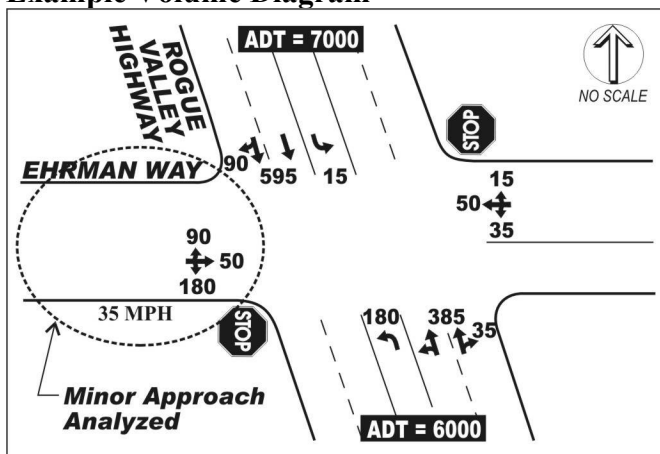 Example Volume Diagram
ADT = 7000
ROGUE
VALLEY
HIGHWAY
NO SCALE
STOP
EHRMAN WAY
90
595
15
15
50
35
90
50
180
35 MPH
STOP
180
385
35
Minor Approach
Analyzed
ADT = 6000